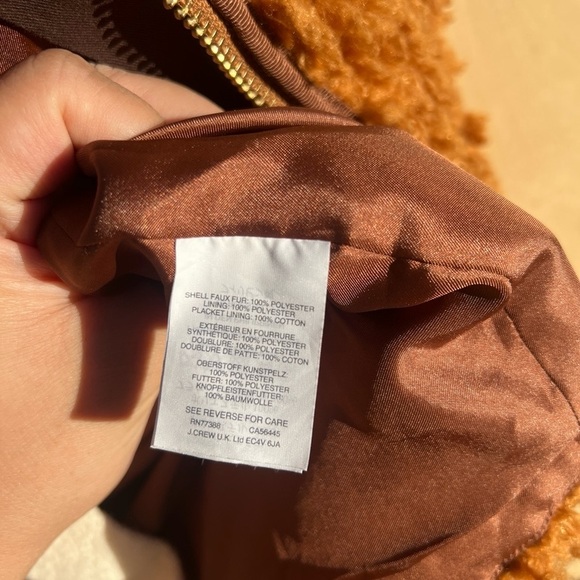 SHELL FAUX FUR: 100% POLYESTER
LINING: 100% POLYESTER
PLACKET LINING: 100% COTTON
EXTÉRIEUR EN FOURRURE
SYNTHÉTIQUE: 100% POLYESTER
DOUBLURE: 100% POLYESTER
DOUBLURE DE PATTE: 100% COTON
OBERSTOFF KUNSTPELZ:
100% POLYESTER
FUTTER: 100% POLYESTER
KNOPFLEISTENFUTTER:
100% BAUMWOLLE
SEE REVERSE FOR CARE
RN77388 CA56445
J.CREW U.K. Ltd EC4V 6JA